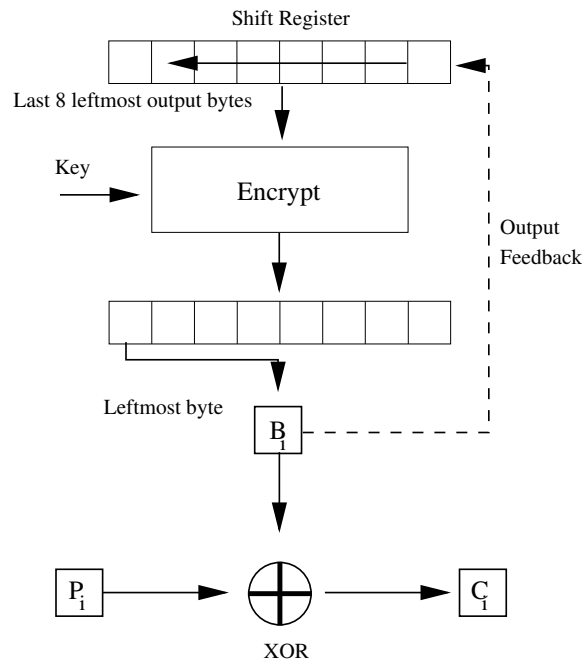 Shift Register
Last 8 leftmost output bytes
Key
Encrypt
Output
Feedback
Leftmost byte
B i
P i
C i
XOR